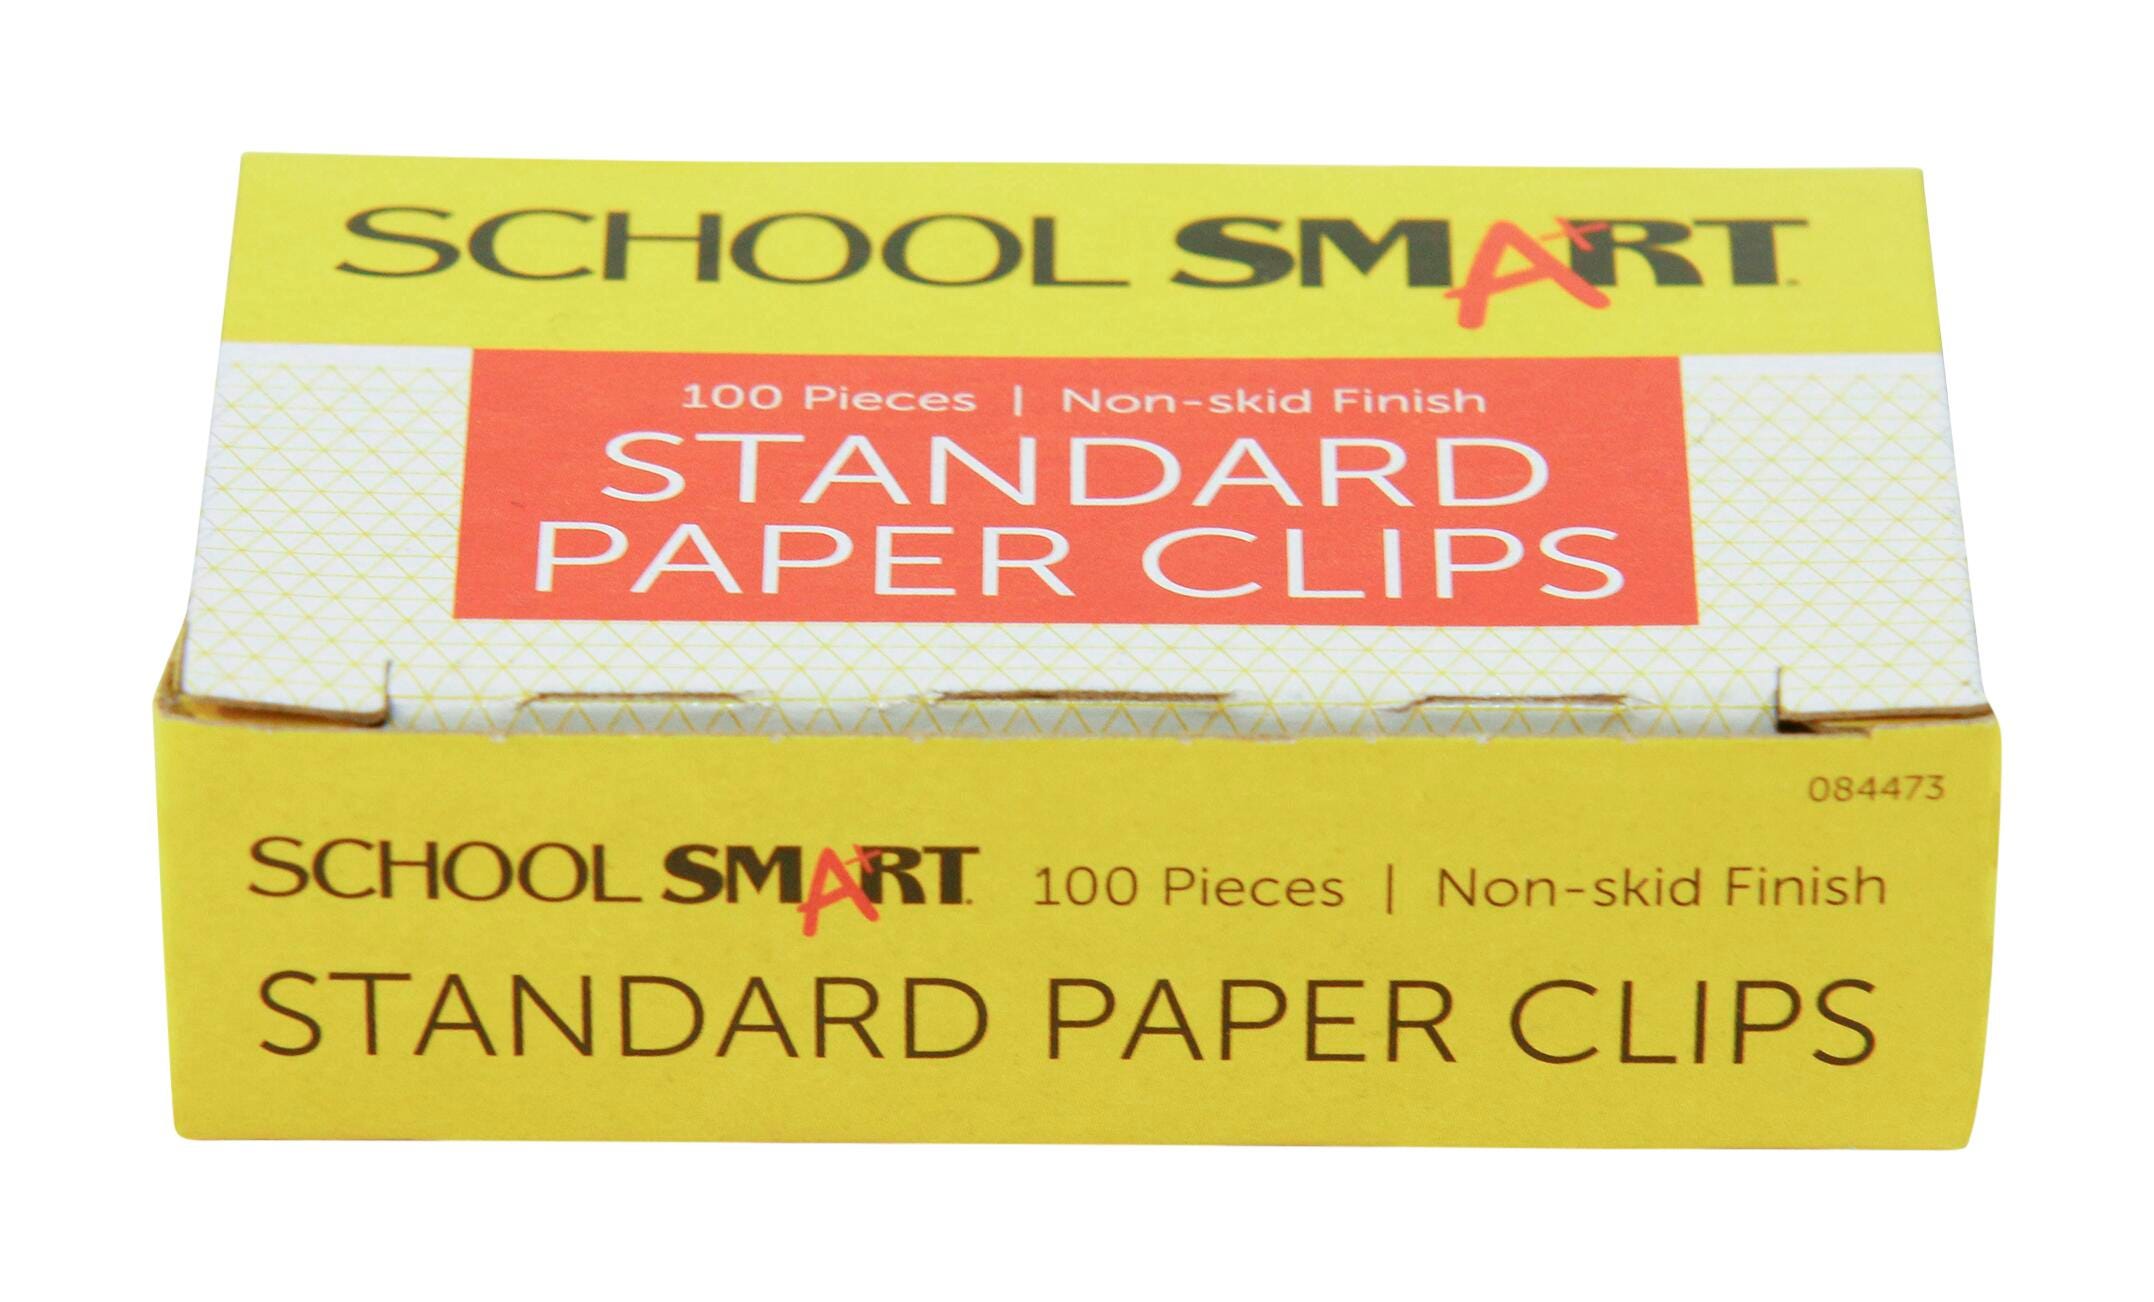 SCHOOL SMART
100 Pieces | Non-skid Finish
STANDARD
PAPER CLIPS
084473
SCHOOL SMART 100 Pieces | Non-skid Finish
STANDARD PAPER CLIPS